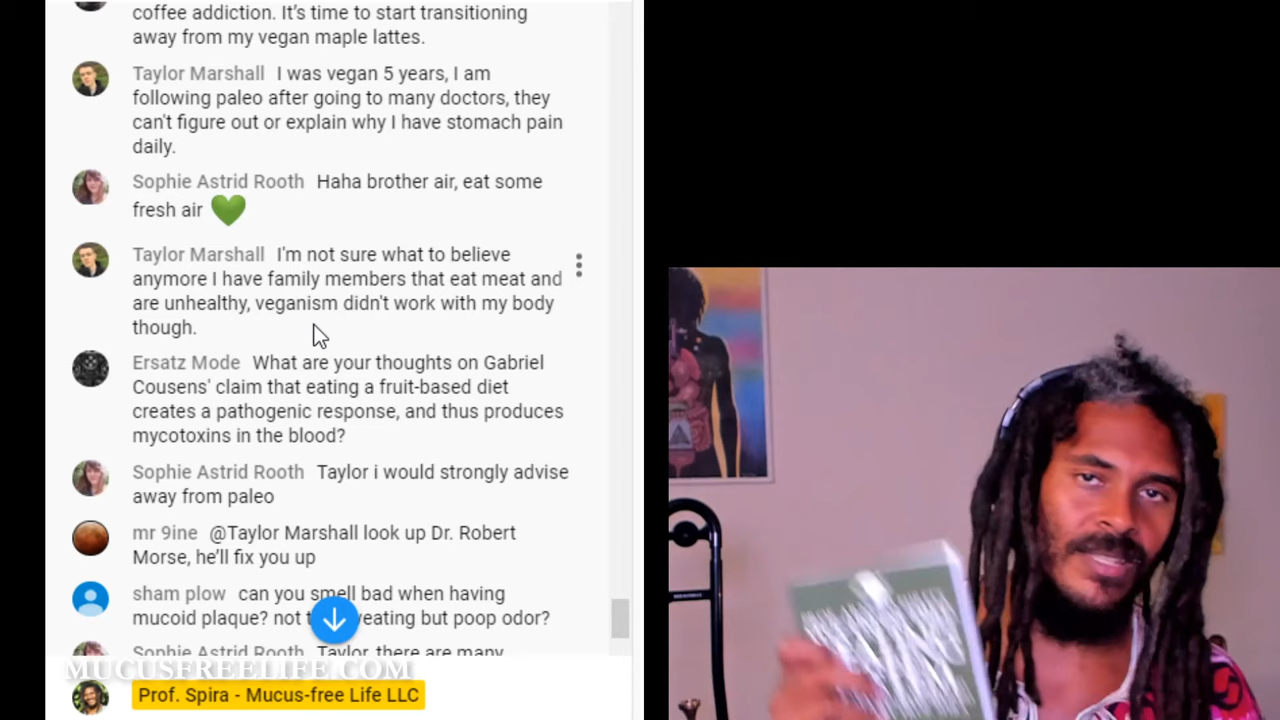 coffee addiction. It's time to start transitioning
away from my vegan maple lattes.
Taylor Marshall I was vegan 5 years, I am
following paleo after going to many doctors, they
can't figure out or explain why I have stomach pain
daily.
Sophie Astrid Rooth Haha brother air, eat some
fresh air 💚
Taylor Marshall I'm not sure what to believe
anymore I have family members that eat meat and
are unhealthy, veganism didn't work with my body
though.
Ersatz Mode What are your thoughts on Gabriel
Cousens' claim that eating a fruit-based diet
creates a pathogenic response, and thus produces
mycotoxins in the blood?
Sophie Astrid Rooth Taylor i would strongly advise
away from paleo
mr 9ine @Taylor Marshall look up Dr. Robert
Morse, he'll fix you up
sham plow can you smell bad when having
mucoid plaque? not eating but poop odor?
Sophie Astrid Rooth Taylor, there are many
MUCUSFREELIFE.COM
Prof. Spira - Mucus-free Life LLC